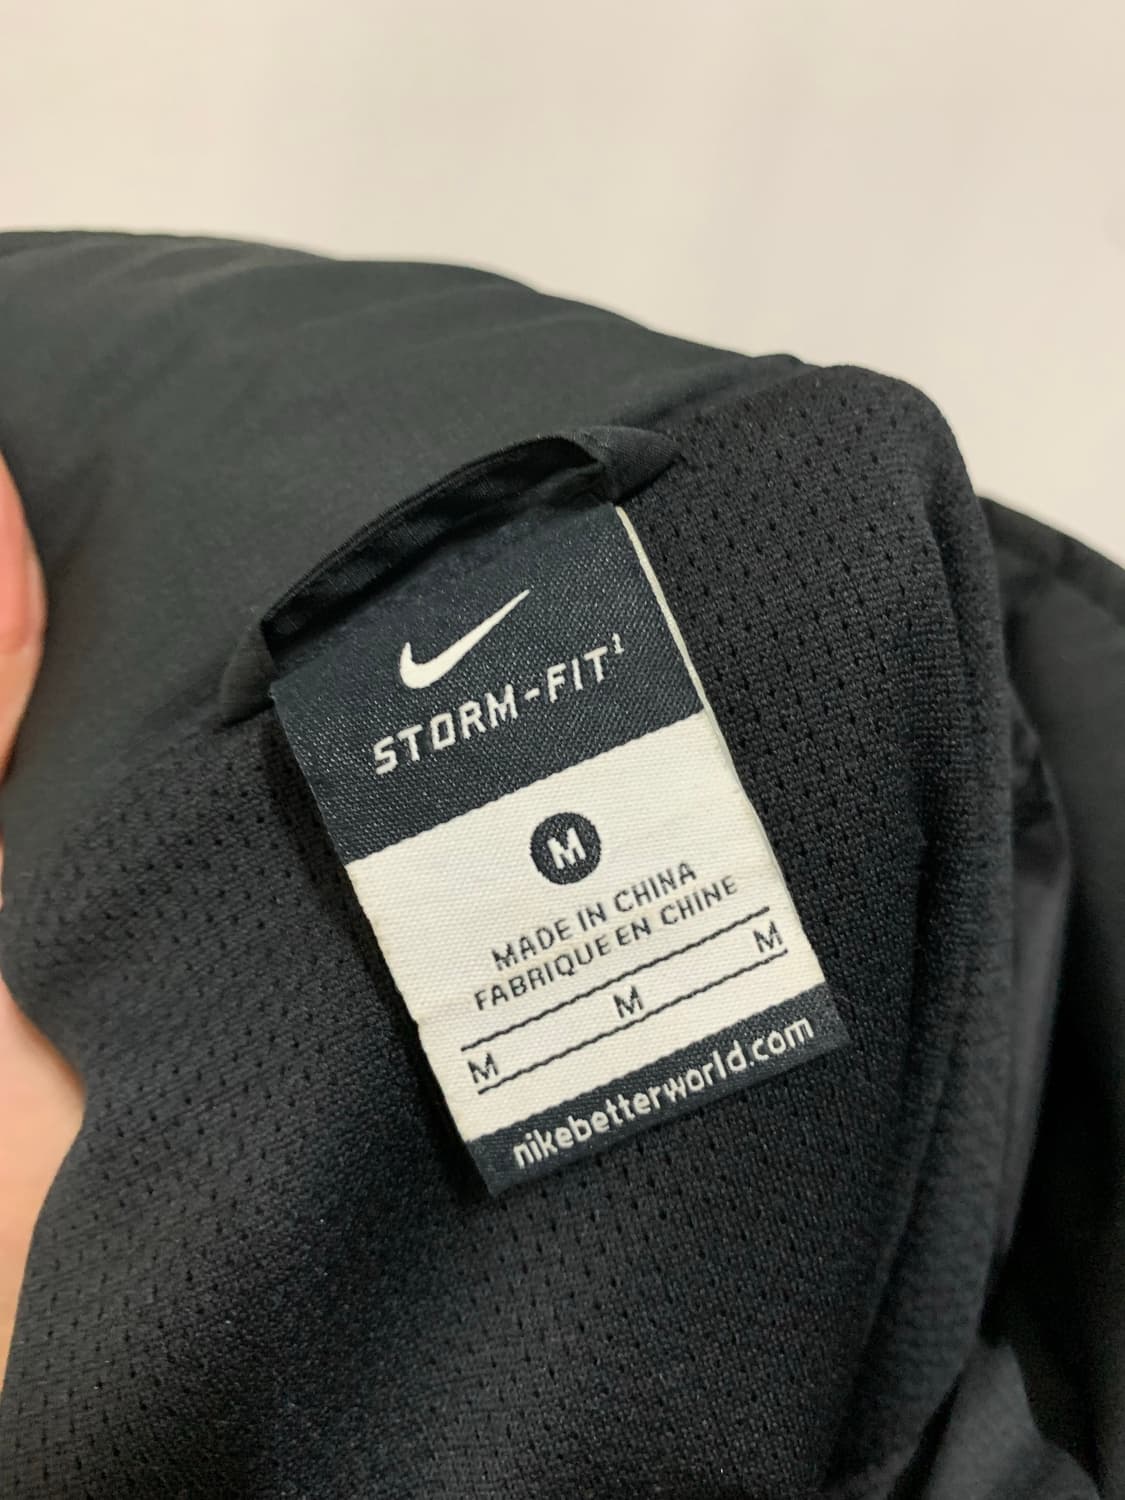 STORM-FIT¹
M
MADE IN CHINA
FABRIQUE EN CHINE
M M M
nikebetterworld.com